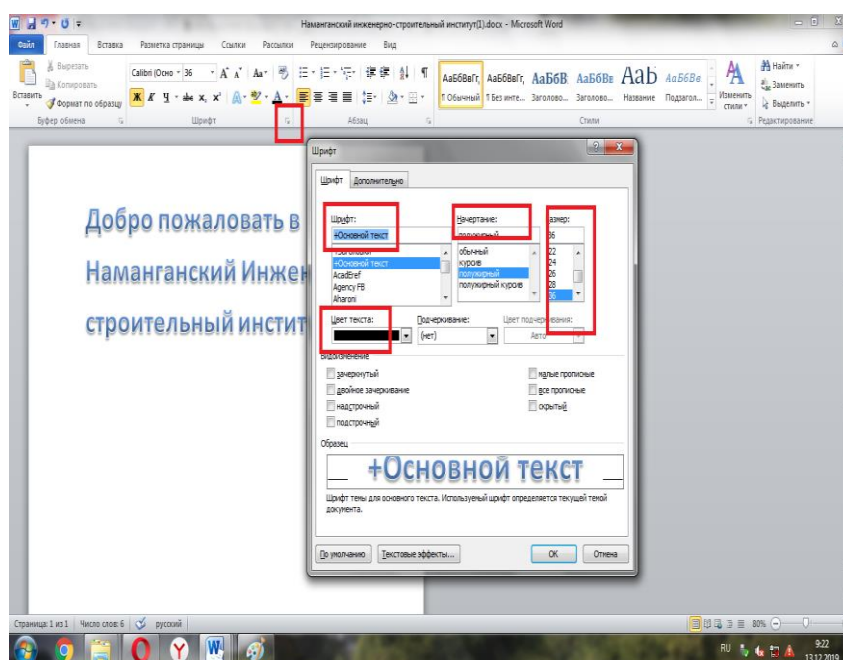 Наманганский инженерно-строительный институт(1).docx - Microsoft Word
Файл Главная Вставка Разметка страницы Ссылки Рассылки Рецензирование Вид
Вставить
Вырезать
Копировать
Формат по образцу
Буфер обмена
Calibri (Осно 36
Ж К Ч abc x, x²
Шрифт
Абзац
АаБбВвГг, АаБбВвГг, АаБбВ АаБбВв АаБ АаБбВв
¶ Обычный ¶ Без инте... Заголово... Заголово... Название Подзагол...
Стили
Изменить
стили
Найти
Заменить
Выделить
Редактирование
Добро пожаловать в
Наманганский Инжен
строительный инстит
Шрифт
Шрифт Дополнительно
Шрифт: Начертание: Размер:
+Основной текст полужирный 36
+Основной текст
AcadEref
Agency FB
Aharoni
обычный
курсив
полужирный
полужирный курсив
22
24
26
28
36
Цвет текста: Подчеркивание: Цвет подчеркивания:
(нет) Авто
Видоизменение
зачеркнутый
двойное зачеркивание
надстрочный
подстрочный
малые прописные
все прописные
скрытый
Образец
+Основной текст
Шрифт темы для основного текста. Используемый шрифт определяется текущей темой
документа.
По умолчанию Текстовые эффекты... ОК Отмена
Страница: 1 из 1 Число слов: 6 русский 80%
RU 9:22
13.12.2019